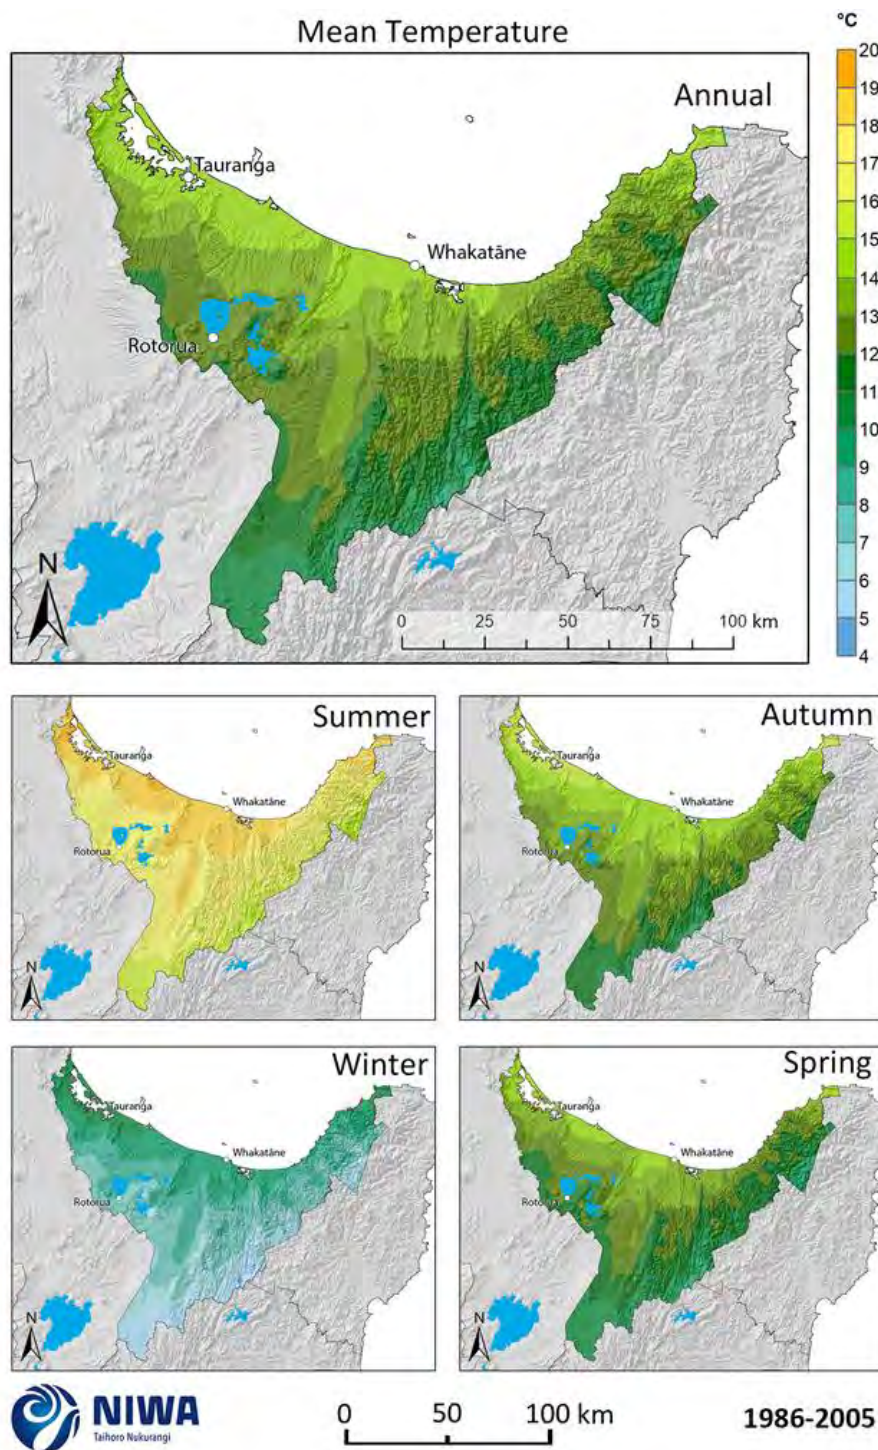 Mean Temperature
°C
Annual
20
19
18
17
16
15
14
13
12
11
10
9
8
7
6
5
4
Tauranga
Whakatāne
Rotorua
N
0 25 50 75 100 km
Summer
Tauranga
Whakatāne
Rotorua
N
Autumn
Tauranga
Whakatāne
Rotorua
N
Winter
Tauranga
Whakatāne
Rotorua
N
Spring
Tauranga
Whakatāne
Rotorua
N
NIWA
Taihoro Nukurangi
0 50 100 km
1986-2005